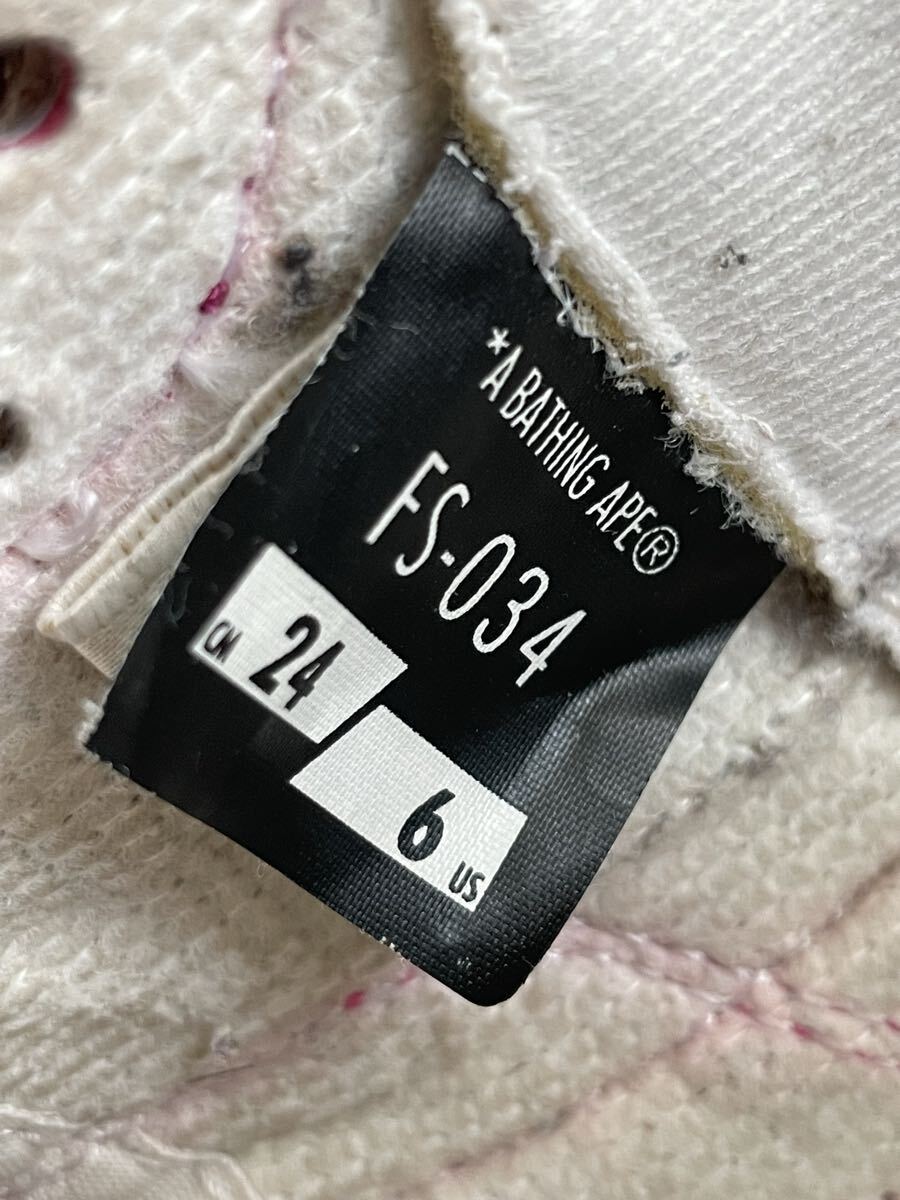 *A BATHING APE®
FS-034
CM 24
6 US